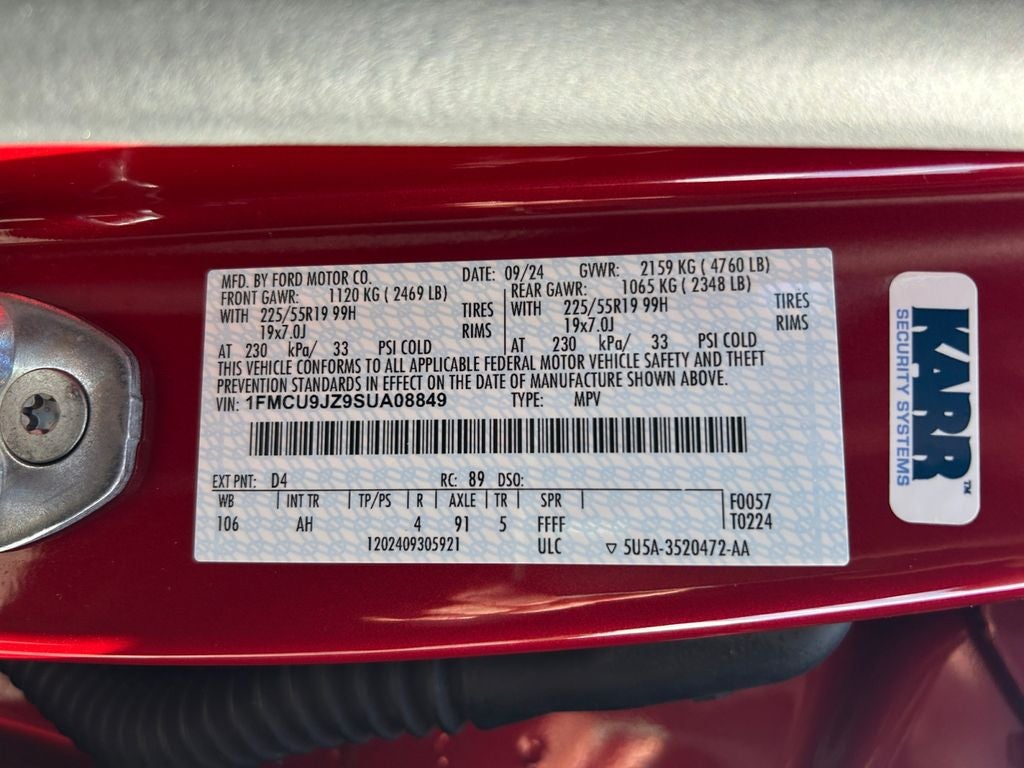 MFD. BY FORD MOTOR CO. DATE: 09/24 GVWR: 2159 KG ( 4760 LB)
FRONT GAWR: 1120 KG ( 2469 LB) REAR GAWR: 1065 KG ( 2348 LB)
WITH 225/55R19 99H TIRES WITH 225/55R19 99H TIRES
19x7.0J RIMS 19x7.0J RIMS
AT 230 kPa/ 33 PSI COLD AT 230 kPa/ 33 PSI COLD
THIS VEHICLE CONFORMS TO ALL APPLICABLE FEDERAL MOTOR VEHICLE SAFETY AND THEFT
PREVENTION STANDARDS IN EFFECT ON THE DATE OF MANUFACTURE SHOWN ABOVE.
VIN: 1FMCU9JZ9SUA08849 TYPE: MPV
EXT PNT: D4 RC: 89 DSO:
WB INT TR TP/PS R AXLE TR SPR F0057
106 AH 4 91 5 FFFF T0224
1202409305921 ULC ▽ 5U5A-3520472-AA
KARR™
SECURITY SYSTEMS